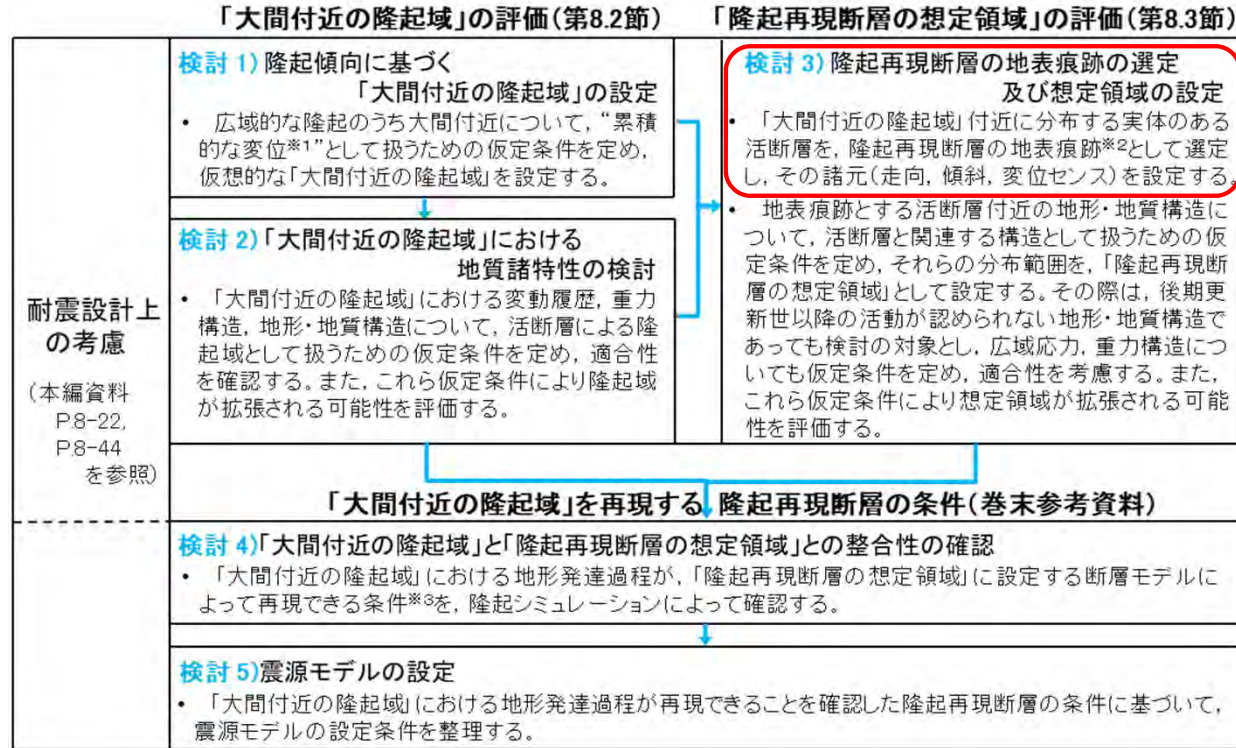 「大間付近の隆起域」の評価(第8.2節)
「隆起再現断層の想定領域」の評価(第8.3節)
耐震設計上
の考慮
(本編資料
P.8-22,
P.8-44
を参照)
検討 1) 隆起傾向に基づく
「大間付近の隆起域」の設定
• 広域的な隆起のうち大間付近について,“累積
的な変位※1”として扱うための仮定条件を定め,
仮想的な「大間付近の隆起域」を設定する。
検討 2)「大間付近の隆起域」における
地質諸特性の検討
• 「大間付近の隆起域」における変動履歴, 重力
構造, 地形・地質構造について, 活断層による隆
起域として扱うための仮定条件を定め, 適合性
を確認する。また, これら仮定条件により隆起域
が拡張される可能性を評価する。
検討 3) 隆起再現断層の地表痕跡の選定
及び想定領域の設定
• 「大間付近の隆起域」付近に分布する実体のある
活断層を, 隆起再現断層の地表痕跡※2として選定
し, その諸元(走向, 傾斜, 変位センス)を設定する。
• 地表痕跡とする活断層付近の地形・地質構造に
ついて, 活断層と関連する構造として扱うための仮
定条件を定め, それらの分布範囲を, 「隆起再現断
層の想定領域」として設定する。その際は, 後期更
新世以降の活動が認められない地形・地質構造で
あっても検討の対象とし, 広域応力, 重力構造につ
いても仮定条件を定め, 適合性を考慮する。また,
これら仮定条件により想定領域が拡張される可能
性を評価する。
「大間付近の隆起域」を再現する 隆起再現断層の条件(巻末参考資料)
検討 4)「大間付近の隆起域」と「隆起再現断層の想定領域」との整合性の確認
• 「大間付近の隆起域」における地形発達過程が, 「隆起再現断層の想定領域」に設定する断層モデルに
よって再現できる条件※3を, 隆起シミュレーションによって確認する。
検討 5)震源モデルの設定
• 「大間付近の隆起域」における地形発達過程が再現できることを確認した隆起再現断層の条件に基づいて,
震源モデルの設定条件を整理する。